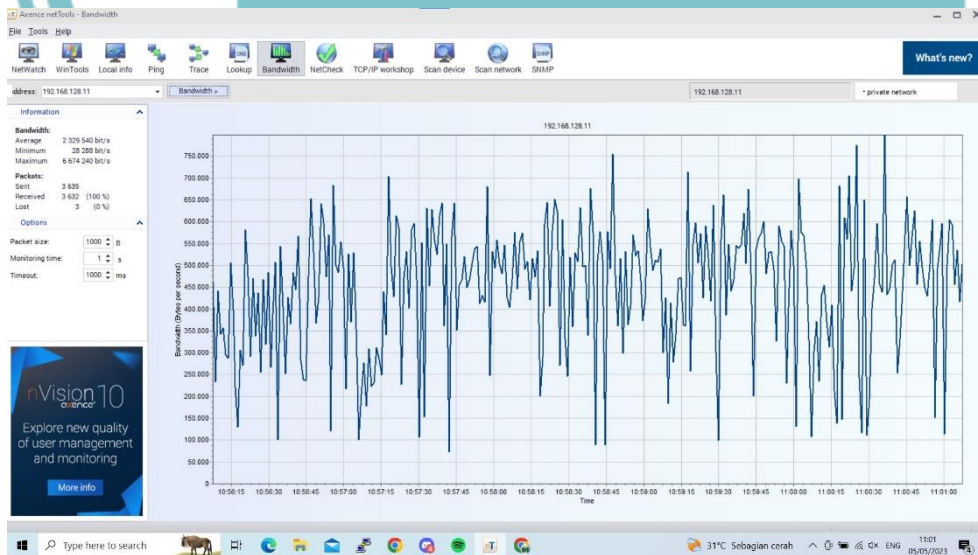 nT Axence netTools - Bandwidth
File Tools Help
NetWatch WinTools Local info Ping Trace Lookup Bandwidth NetCheck TCP/IP workshop Scan device Scan network SNMP
What's new?
ddress: 192.168.128.11 Bandwidth » 192.168.128.11 * private network
Information
Bandwidth:
Average 2 329 540 bit/s
Minimum 28 288 bit/s
Maximum 6 674 240 bit/s
Packets:
Sent 3 635
Received 3 632 (100 %)
Lost 3 (0 %)
Options
Packet size: 1000 B
Monitoring time: 1 s
Timeout: 1000 ms
nVision 10
axence
Explore new quality
of user management
and monitoring
More info
192.168.128.11
Bandwidth (Bytes per second)
750.000
700.000
650.000
600.000
550.000
500.000
450.000
400.000
350.000
300.000
250.000
200.000
150.000
100.000
50.000
0
10:56:15 10:56:30 10:56:45 10:57:00 10:57:15 10:57:30 10:57:45 10:58:00 10:58:15 10:58:30 10:58:45 10:59:00 10:59:15 10:59:30 10:59:45 11:00:00 11:00:15 11:00:30 11:00:45 11:01:00
Time
Type here to search
31°C Sebagian cerah ENG 11:01
05/05/2023